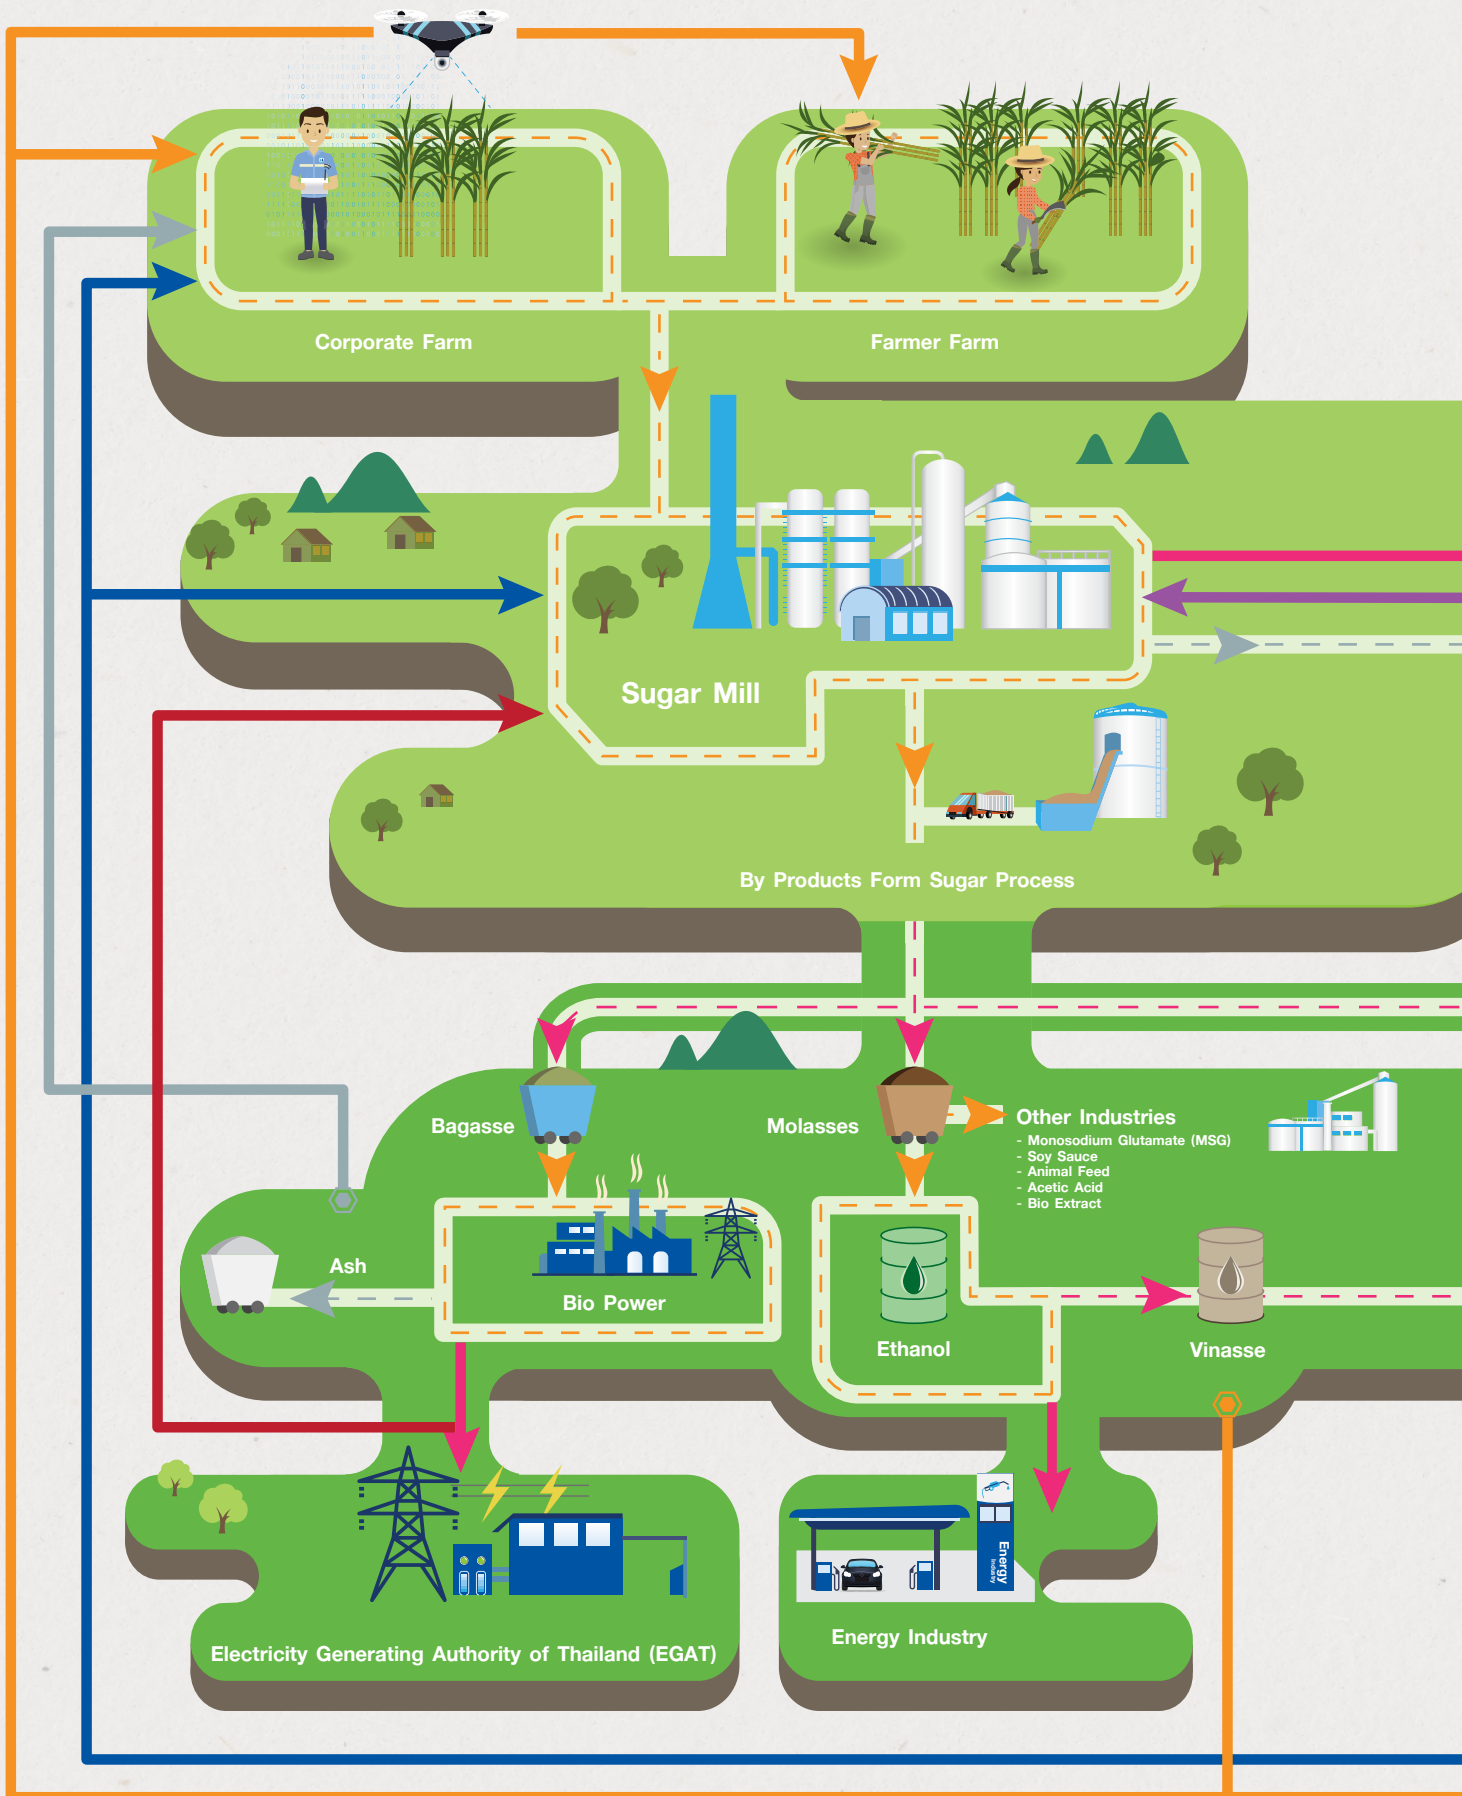 Corporate Farm
Farmer Farm
Sugar Mill
By Products Form Sugar Process
Bagasse
Molasses
Other Industries
- Monosodium Glutamate (MSG)
- Soy Sauce
- Animal Feed
- Acetic Acid
- Bio Extract
Ash
Bio Power
Ethanol
Vinasse
Energy
Industry
Electricity Generating Authority of Thailand (EGAT)
Energy Industry